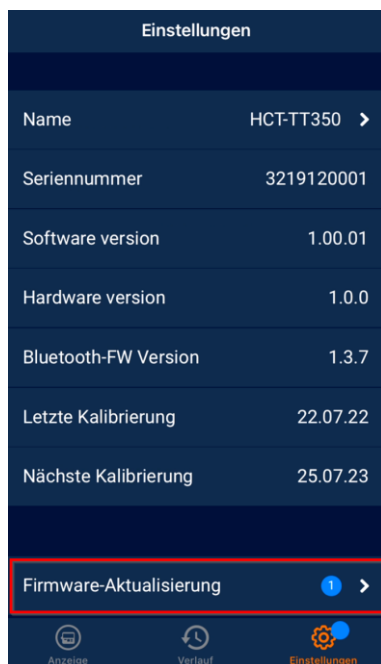 Einstellungen
Name HCT-TT350
Seriennummer 3219120001
Software version 1.00.01
Hardware version 1.0.0
Bluetooth-FW Version 1.3.7
Letzte Kalibrierung 22.07.22
Nächste Kalibrierung 25.07.23
Firmware-Aktualisierung 1
Anzeige Verlauf Einstellungen